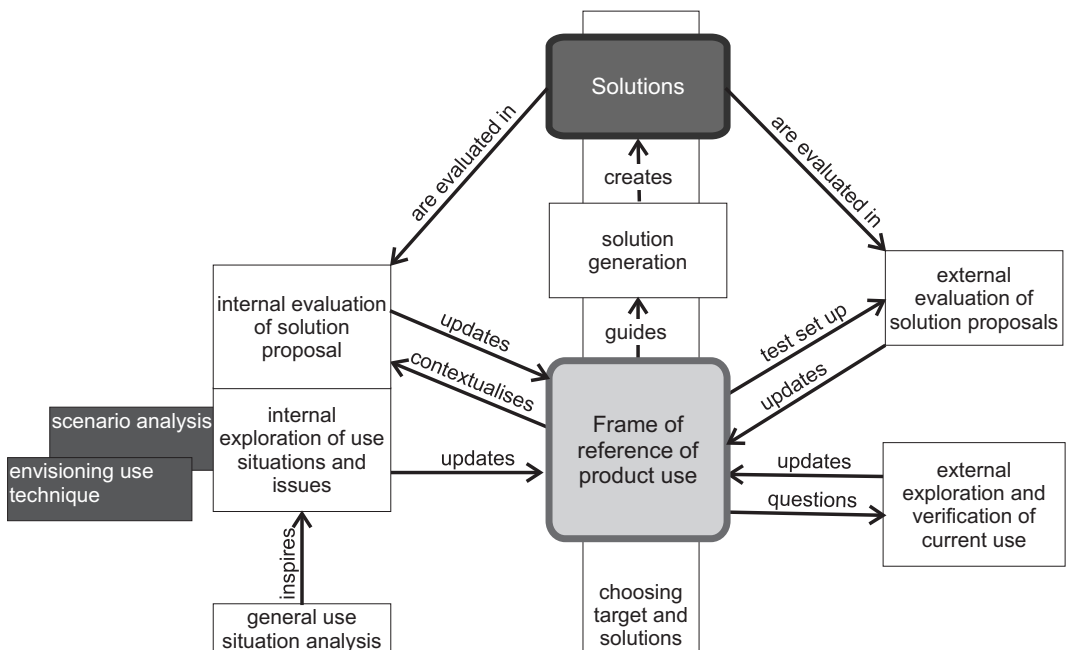 Solutions
are evaluated in
are evaluated in
creates
solution
generation
internal evaluation
of solution
proposal
external
evaluation of
solution proposals
updates
guides
test set up
contextualises
updates
scenario analysis
envisioning use
technique
internal
exploration of use
situations and
issues
updates
Frame of
reference of
product use
updates
questions
external
exploration and
verification of
current use
inspires
general use
situation analysis
choosing
target and
solutions